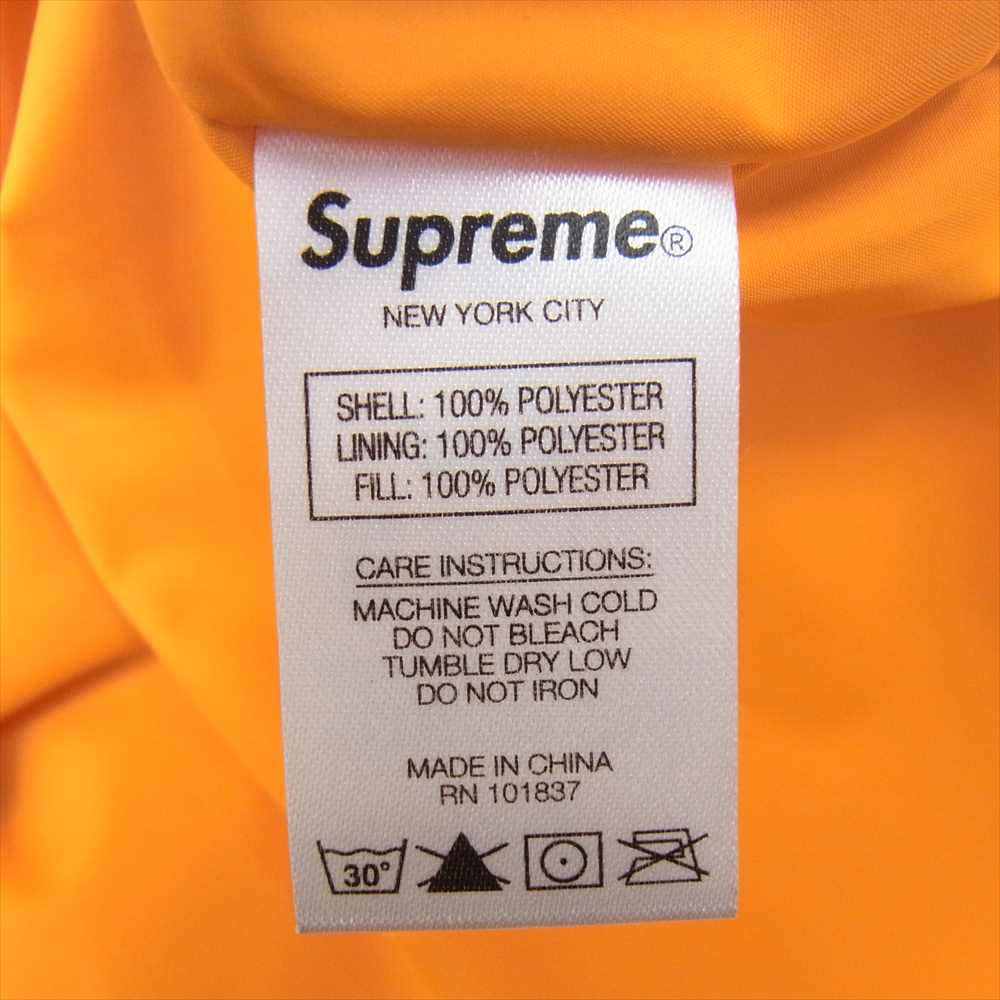 Supreme®
NEW YORK CITY
SHELL: 100% POLYESTER
LINING: 100% POLYESTER
FILL: 100% POLYESTER
CARE INSTRUCTIONS:
MACHINE WASH COLD
DO NOT BLEACH
TUMBLE DRY LOW
DO NOT IRON
MADE IN CHINA
RN 101837
30°